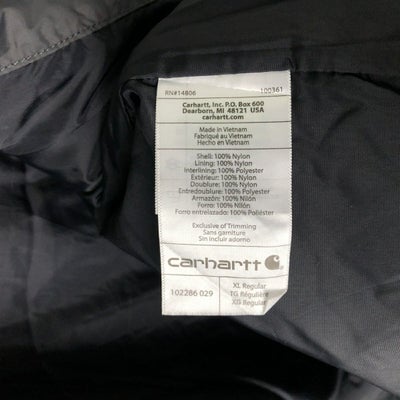 RN#14806 100361
Carhartt, Inc. P.O. Box 600
Dearborn, MI 48121 USA
carhartt.com
Made in Vietnam
Fabriqué au Vietnam
Hecho en Vietnam
Shell: 100% Nylon
Lining: 100% Nylon
Interlining: 100% Polyester
Exterieur: 100% Nylon
Doublure: 100% Nylon
Entredoublure: 100% Polyester
Armazón: 100% Nilón
Forro: 100% Nilón
Forro entrelazado: 100% Poliéster
Exclusive of Trimming
Sans garniture
Sin incluir adorno
carhartt
102286 029
XL Regular
TG Régulière
XG Regular